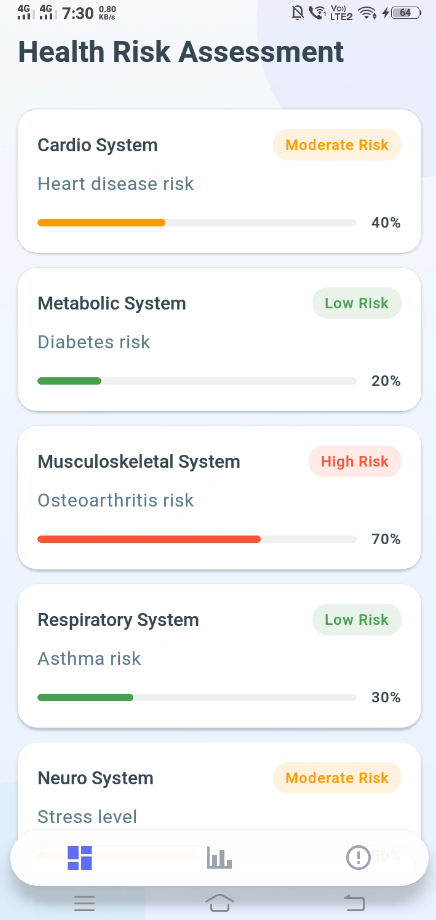 4G 4G 7:30 0.80 KB/s Vo)) LTE2 64
Health Risk Assessment
Cardio System Moderate Risk
Heart disease risk
40%
Metabolic System Low Risk
Diabetes risk
20%
Musculoskeletal System High Risk
Osteoarthritis risk
70%
Respiratory System Low Risk
Asthma risk
30%
Neuro System Moderate Risk
Stress level
50%